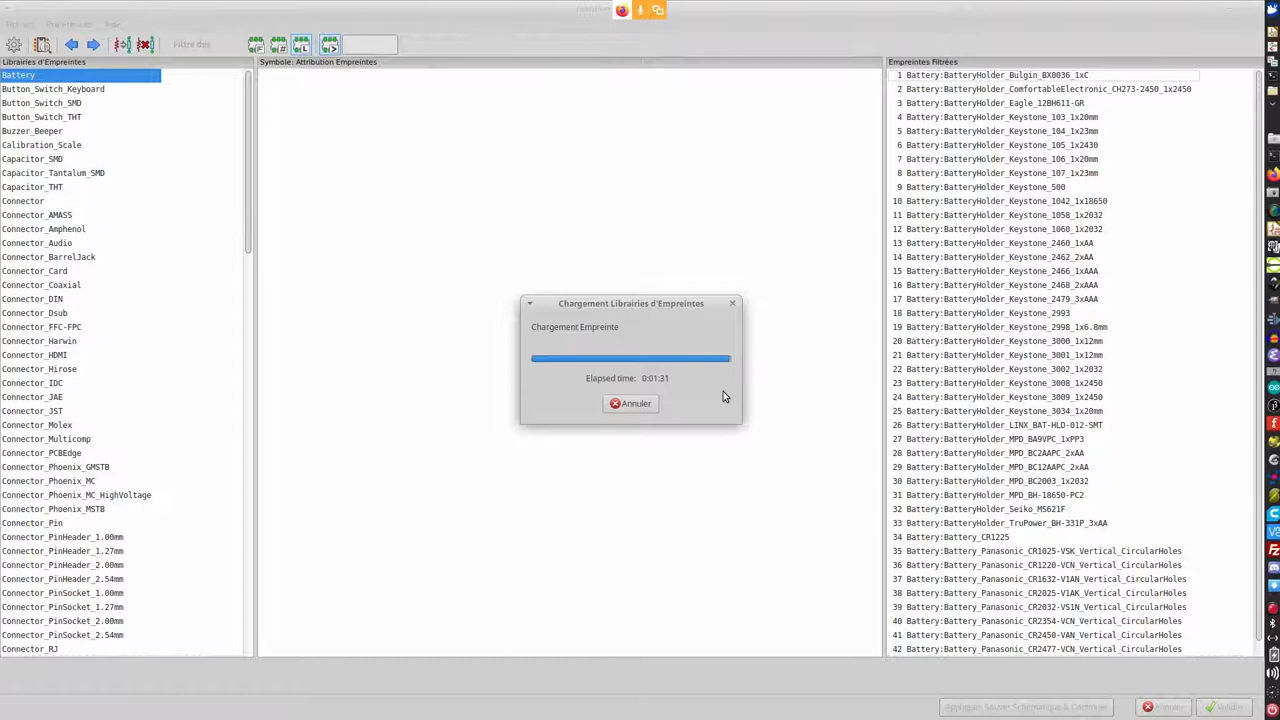 Filtre des
Librairies d'Empreintes
Symbole: Attribution Empreintes
Empreintes Filtrées
Battery
Button_Switch_Keyboard
Button_Switch_SMD
Button_Switch_THT
Buzzer_Beeper
Calibration_Scale
Capacitor_SMD
Capacitor_Tantalum_SMD
Capacitor_THT
Connector
Connector_AMASS
Connector_Amphenol
Connector_Audio
Connector_BarrelJack
Connector_Card
Connector_Coaxial
Connector_DIN
Connector_Dsub
Connector_FFC-FPC
Connector_Harwin
Connector_HDMI
Connector_Hirose
Connector_IDC
Connector_JAE
Connector_JST
Connector_Molex
Connector_Multicomp
Connector_PCBEdge
Connector_Phoenix_GMSTB
Connector_Phoenix_MC
Connector_Phoenix_MC_HighVoltage
Connector_Phoenix_MSTB
Connector_Pin
Connector_PinHeader_1.00mm
Connector_PinHeader_1.27mm
Connector_PinHeader_2.00mm
Connector_PinHeader_2.54mm
Connector_PinSocket_1.00mm
Connector_PinSocket_1.27mm
Connector_PinSocket_2.00mm
Connector_PinSocket_2.54mm
Connector_RJ
Chargement Librairies d'Empreintes
Chargement Empreinte
Elapsed time: 0:01:31
Annuler
1 Battery:BatteryHolder_Bulgin_BX0036_1xC
2 Battery:BatteryHolder_ComfortableElectronic_CH273-2450_1x2450
3 Battery:BatteryHolder_Eagle_12BH611-GR
4 Battery:BatteryHolder_Keystone_103_1x20mm
5 Battery:BatteryHolder_Keystone_104_1x23mm
6 Battery:BatteryHolder_Keystone_105_1x2430
7 Battery:BatteryHolder_Keystone_106_1x20mm
8 Battery:BatteryHolder_Keystone_107_1x23mm
9 Battery:BatteryHolder_Keystone_500
10 Battery:BatteryHolder_Keystone_1042_1x18650
11 Battery:BatteryHolder_Keystone_1058_1x2032
12 Battery:BatteryHolder_Keystone_1060_1x2032
13 Battery:BatteryHolder_Keystone_2460_1xAA
14 Battery:BatteryHolder_Keystone_2462_2xAA
15 Battery:BatteryHolder_Keystone_2466_1xAAA
16 Battery:BatteryHolder_Keystone_2468_2xAAA
17 Battery:BatteryHolder_Keystone_2479_3xAAA
18 Battery:BatteryHolder_Keystone_2993
19 Battery:BatteryHolder_Keystone_2998_1x6.8mm
20 Battery:BatteryHolder_Keystone_3000_1x12mm
21 Battery:BatteryHolder_Keystone_3001_1x12mm
22 Battery:BatteryHolder_Keystone_3002_1x2032
23 Battery:BatteryHolder_Keystone_3008_1x2450
24 Battery:BatteryHolder_Keystone_3009_1x2450
25 Battery:BatteryHolder_Keystone_3034_1x20mm
26 Battery:BatteryHolder_LINX_BAT-HLD-012-SMT
27 Battery:BatteryHolder_MPD_BA9VPC_1xPP3
28 Battery:BatteryHolder_MPD_BC2AAPC_2xAA
29 Battery:BatteryHolder_MPD_BC12AAPC_2xAA
30 Battery:BatteryHolder_MPD_BC2003_1x2032
31 Battery:BatteryHolder_MPD_BH-18650-PC2
32 Battery:BatteryHolder_Seiko_MS621F
33 Battery:BatteryHolder_TruPower_BH-331P_3xAA
34 Battery:Battery_CR1225
35 Battery:Battery_Panasonic_CR1025-VSK_Vertical_CircularHoles
36 Battery:Battery_Panasonic_CR1220-VCN_Vertical_CircularHoles
37 Battery:Battery_Panasonic_CR1632-V1AN_Vertical_CircularHoles
38 Battery:Battery_Panasonic_CR2025-V1AK_Vertical_CircularHoles
39 Battery:Battery_Panasonic_CR2032-VS1N_Vertical_CircularHoles
40 Battery:Battery_Panasonic_CR2354-VCN_Vertical_CircularHoles
41 Battery:Battery_Panasonic_CR2450-VAN_Vertical_CircularHoles
42 Battery:Battery_Panasonic_CR2477-VCN_Vertical_CircularHoles
Appliquer, Sauver Schématique & Continuer
Annuler
Valider